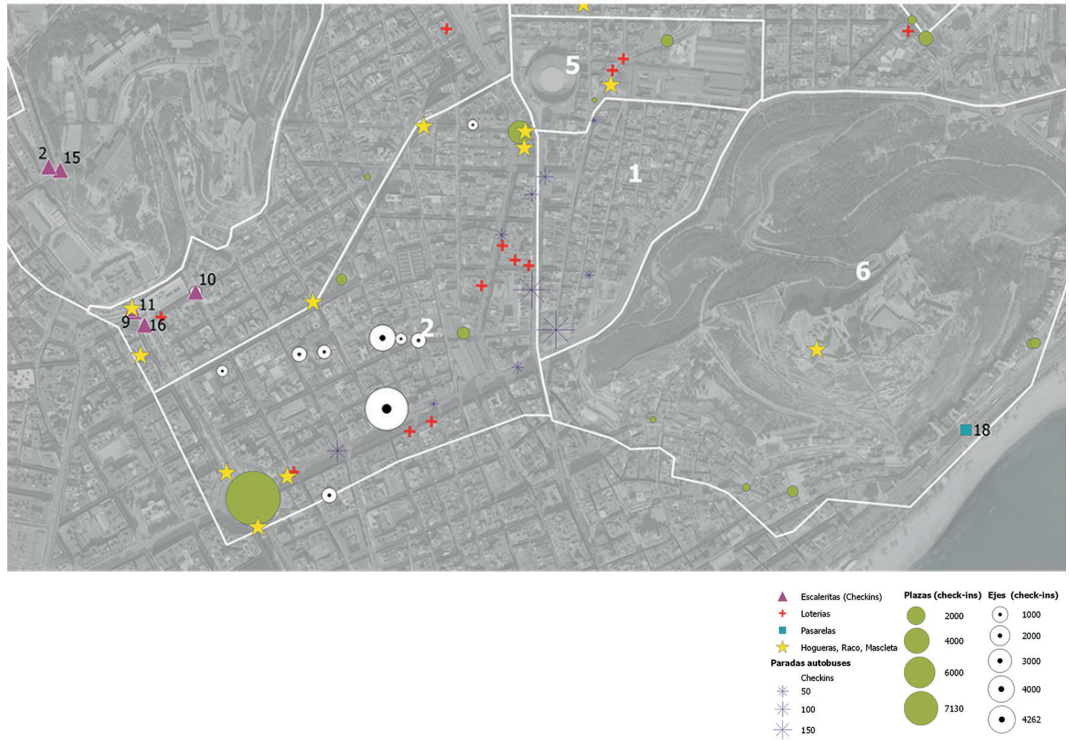 5
1
2 15
6
10
11
9
16
2
18
Escaleritas (Checkins)
Loterias
Pasarelas
Hogueras, Raco, Mascleta
Paradas autobuses
Checkins
50
100
150
Plazas (check-ins)
2000
4000
6000
7130
Ejes (check-ins)
1000
2000
3000
4000
4262